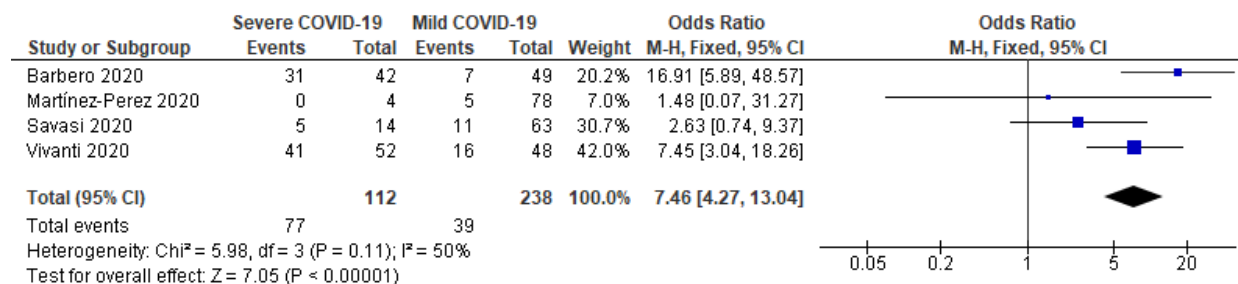 Severe COVID-19 Mild COVID-19 Odds Ratio Odds Ratio
Study or Subgroup Events Total Events Total Weight M-H, Fixed, 95% CI M-H, Fixed, 95% CI
Barbero 2020 31 42 7 49 20.2% 16.91 [5.89, 48.57]
Martínez-Perez 2020 0 4 5 78 7.0% 1.48 [0.07, 31.27]
Savasi 2020 5 14 11 63 30.7% 2.63 [0.74, 9.37]
Vivanti 2020 41 52 16 48 42.0% 7.45 [3.04, 18.26]
Total (95% CI) 112 238 100.0% 7.46 [4.27, 13.04]
Total events 77 39
Heterogeneity: Chi² = 5.98, df = 3 (P = 0.11); I² = 50%
Test for overall effect: Z = 7.05 (P < 0.00001)
0.05 0.2 1 5 20